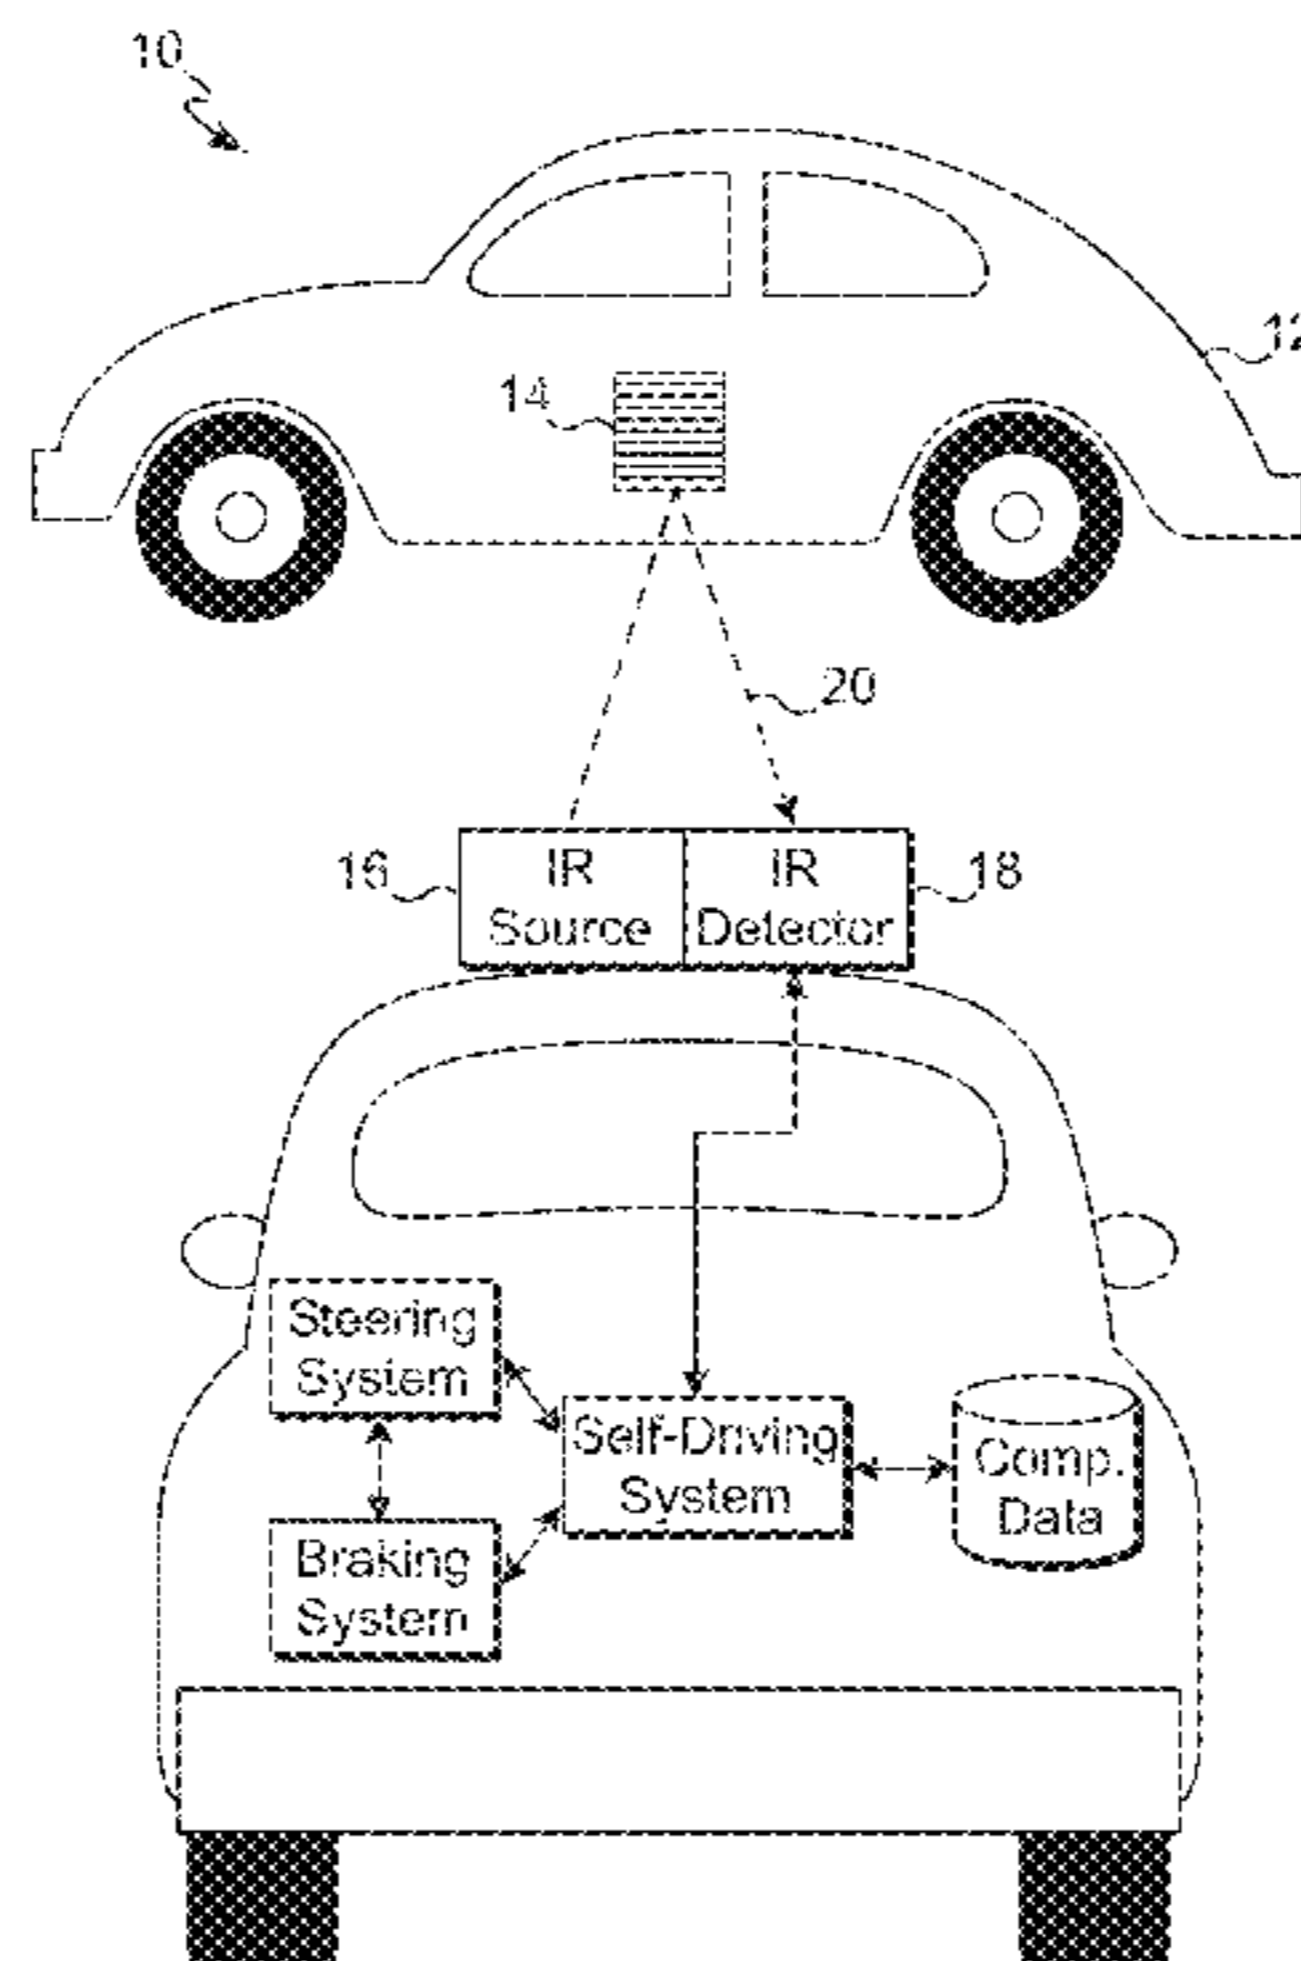 10
12
14
20
16
IR
Source
IR
Detector
18
Steering
System
Self-Driving
System
Comp.
Data
Braking
System